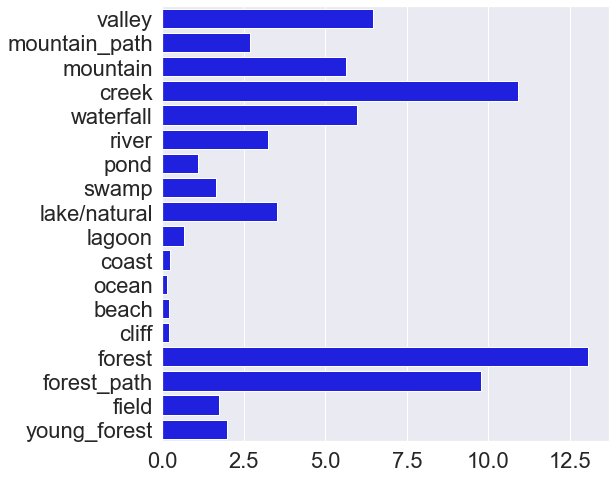 valley
mountain_path
mountain
creek
waterfall
river
pond
swamp
lake/natural
lagoon
coast
ocean
beach
cliff
forest
forest_path
field
young_forest
0.0 2.5 5.0 7.5 10.0 12.5